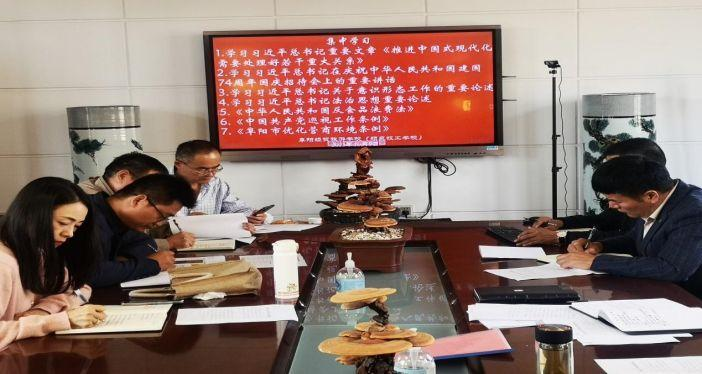 集中学习
1.学习习近平总书记重要文章《推进中国式现代化
需要处理好若干重大关系》
2.学习习近平总书记在庆祝中华人民共和国建国
74周年国庆招待会上的重要讲话
3.学习习近平总书记关于意识形态工作的重要论述
4.学习习近平总书记法治思想重要论述
5.《中华人民共和国反食品浪费法》
6.《中国共产党巡视工作条例》
7.《阜阳市优化营商环境条例》